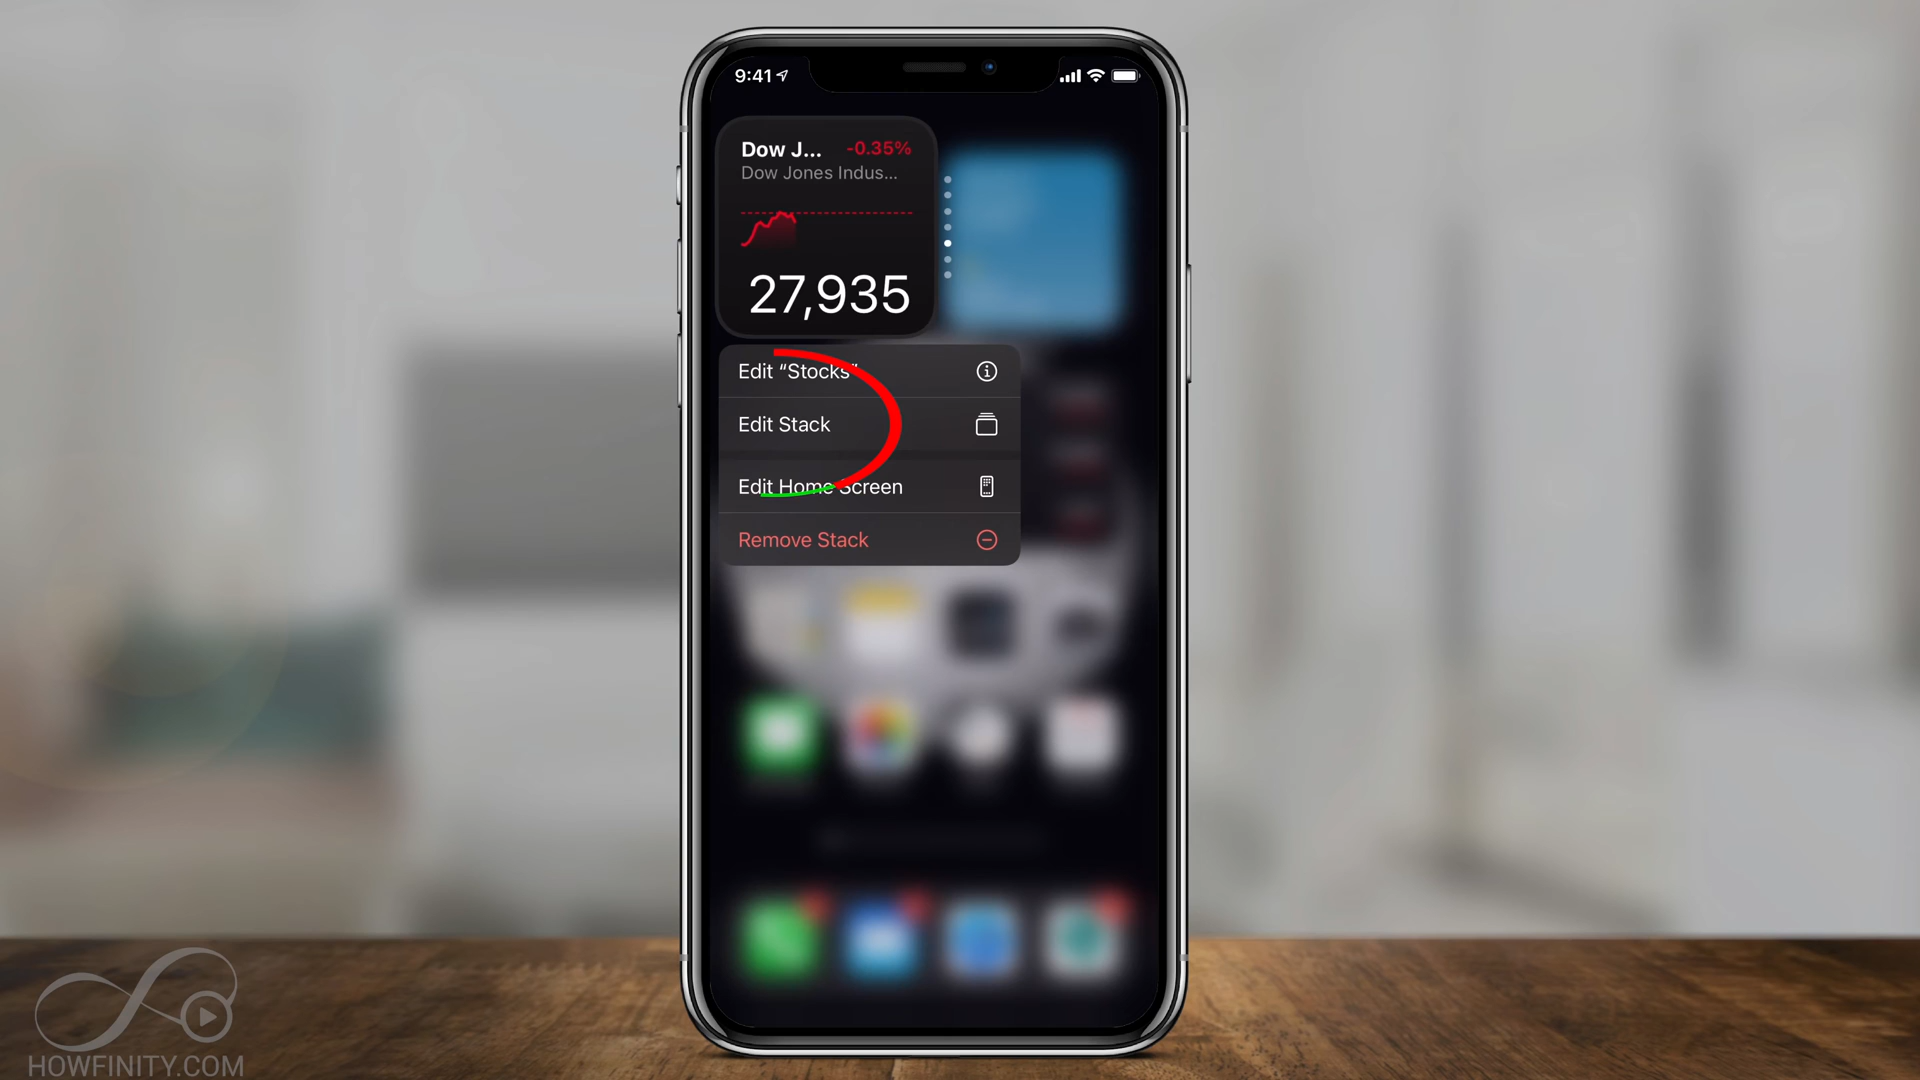 9:41
Dow J... -0.35%
Dow Jones Indus...
27,935
Edit “Stocks”
Edit Stack
Edit Home Screen
Remove Stack
HOWFINITY.COM